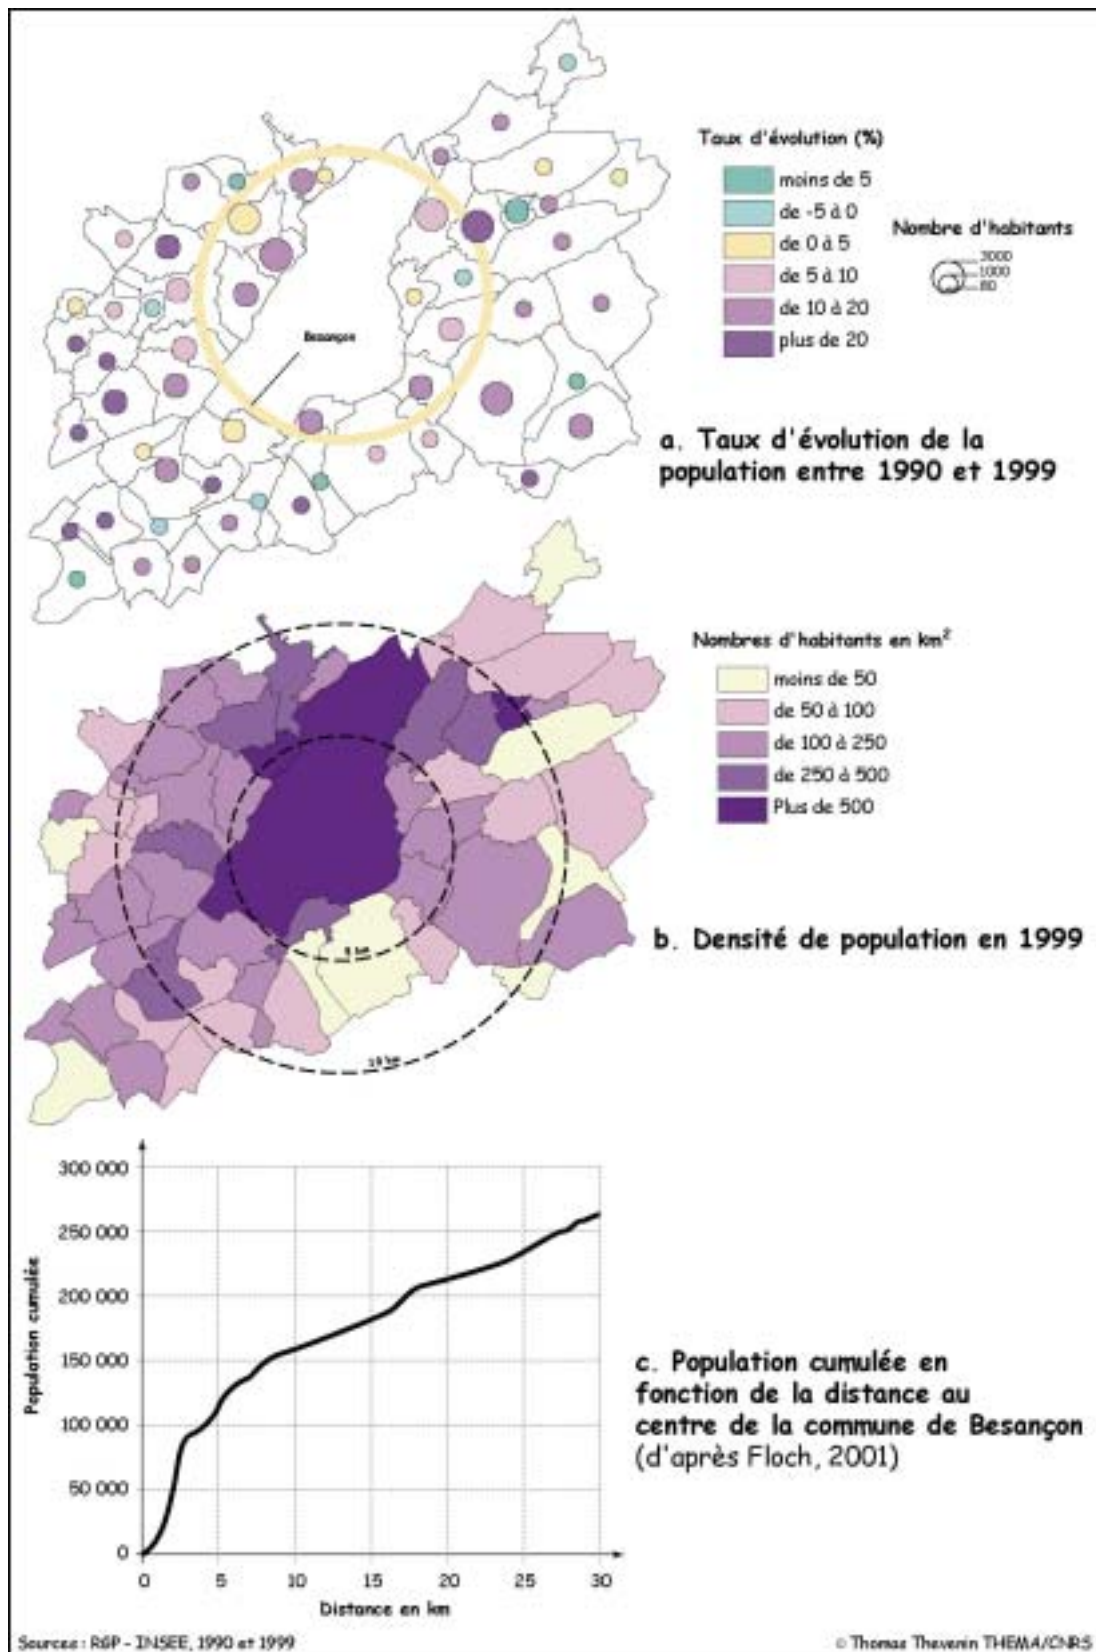 Taux d'évolution (%)
moins de 5
de -5 à 0
de 0 à 5
de 5 à 10
de 10 à 20
plus de 20
Nombre d'habitants
3000
1000
80
Besançon
a. Taux d'évolution de la
population entre 1990 et 1999
Nombres d'habitants en km²
moins de 50
de 50 à 100
de 100 à 250
de 250 à 500
Plus de 500
km
km
b. Densité de population en 1999
300 000
250 000
200 000
150 000
100 000
50 000
0
Population cumulée
0 5 10 15 20 25 30
Distance en km
c. Population cumulée en
fonction de la distance au
centre de la commune de Besançon
(d'après Floch, 2001)
Sources : RGP - INSEE, 1990 et 1999
© Thomas Thevenin THEMA/CNRS